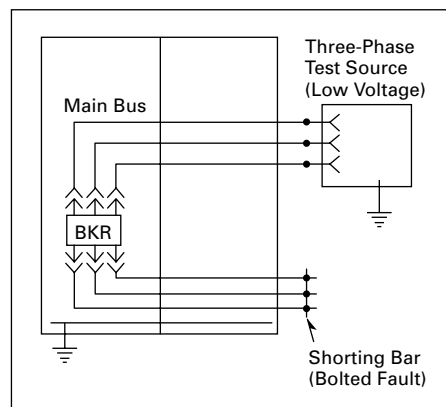 Three-Phase
Test Source
(Low Voltage)
Main Bus
BKR
Shorting Bar
(Bolted Fault)